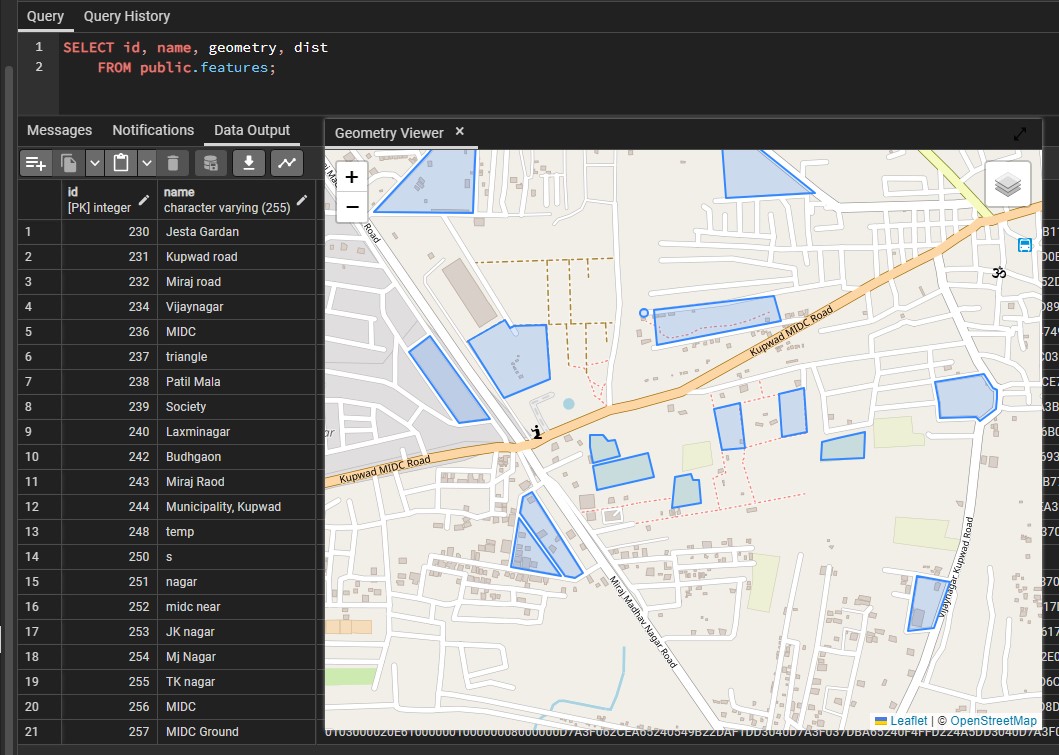 Query Query History
1 SELECT id, name, geometry, dist
2 FROM public.features;
Messages Notifications Data Output
Geometry Viewer ×
id
[PK] integer
name
character varying (255)
1 230 Jesta Gardan
2 231 Kupwad road
3 232 Miraj road
4 234 Vijaynagar
5 236 MIDC
6 237 triangle
7 238 Patil Mala
8 239 Society
9 240 Laxminagar
10 242 Budhgaon
11 243 Miraj Raod
12 244 Municipality, Kupwad
13 248 temp
14 250 s
15 251 nagar
16 252 midc near
17 253 JK nagar
18 254 Mj Nagar
19 255 TK nagar
20 256 MIDC
21 257 MIDC Ground
+
−
Road
Kupwad MIDC Road
Kupwad MIDC Road
ॐ
Miraj Madhav Nagar Road
Vijaynagar Kupwad Road
Leaflet | © OpenStreetMap